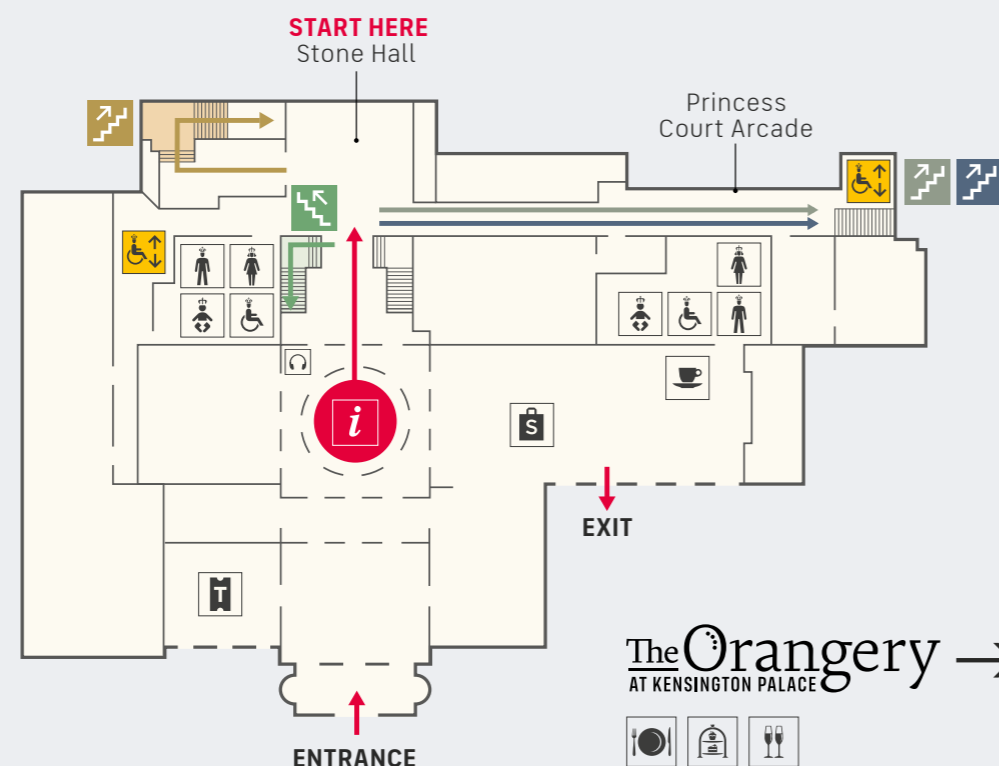 START HERE
Stone Hall
Princess
Court Arcade
i
S
EXIT
T
The Orangery
AT KENSINGTON PALACE
ENTRANCE